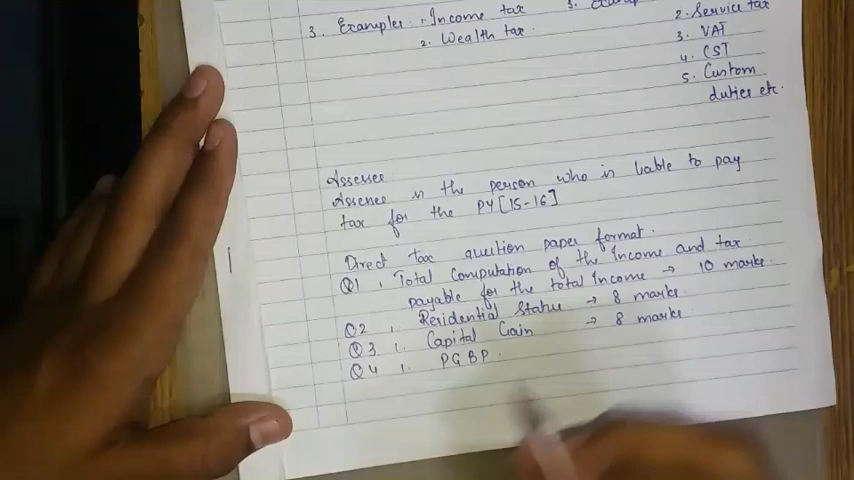 3. Examples: 1. Income tax
2. Wealth tax.
3.
2. Service tax
3. VAT
4. CST
5. Custom
duties etc.
Assessee
Assessee is the person who is liable to pay
tax for the PY [15-16]
Direct tax question paper format.
Q1 1. Total Computation of the Income and tax
payable for the total Income → 10 marks.
Q2 1. Residential Status → 8 marks.
Q3 1. Capital Gain → 8 marks
Q4 1. PGBP.